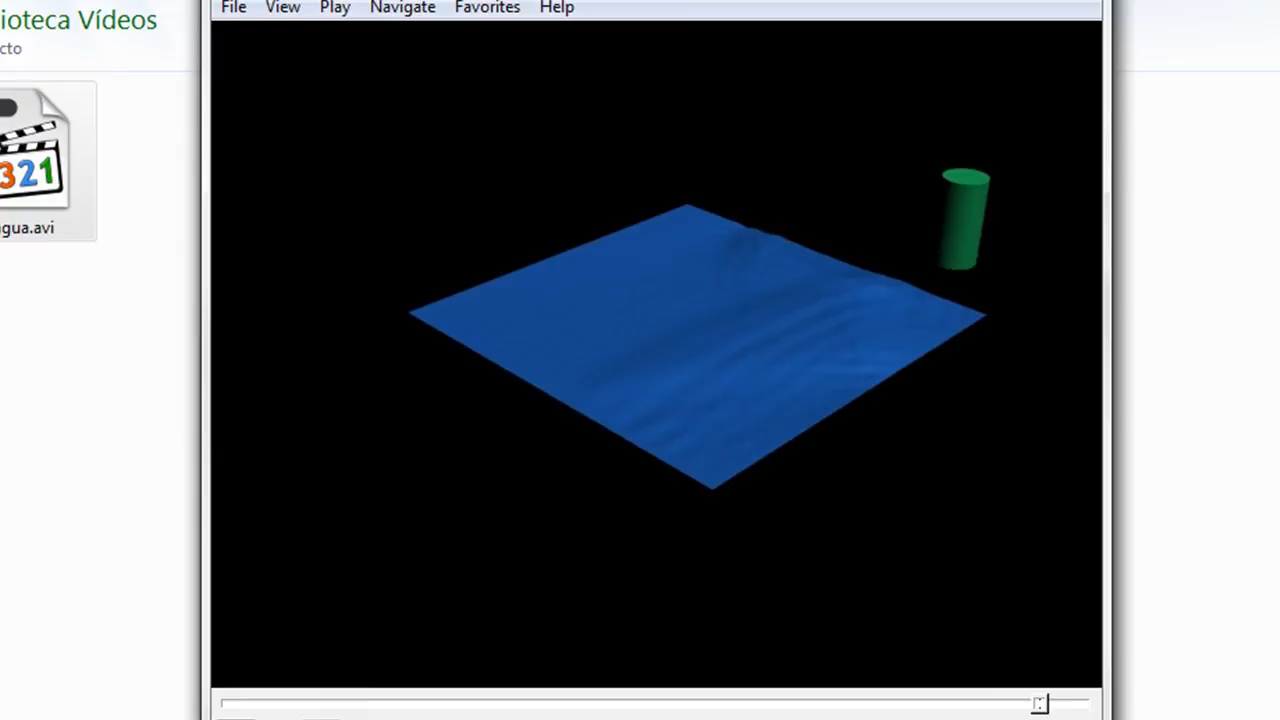 File View Play Navigate Favorites Help
ioteca Vídeos
cto
321
gua.avi